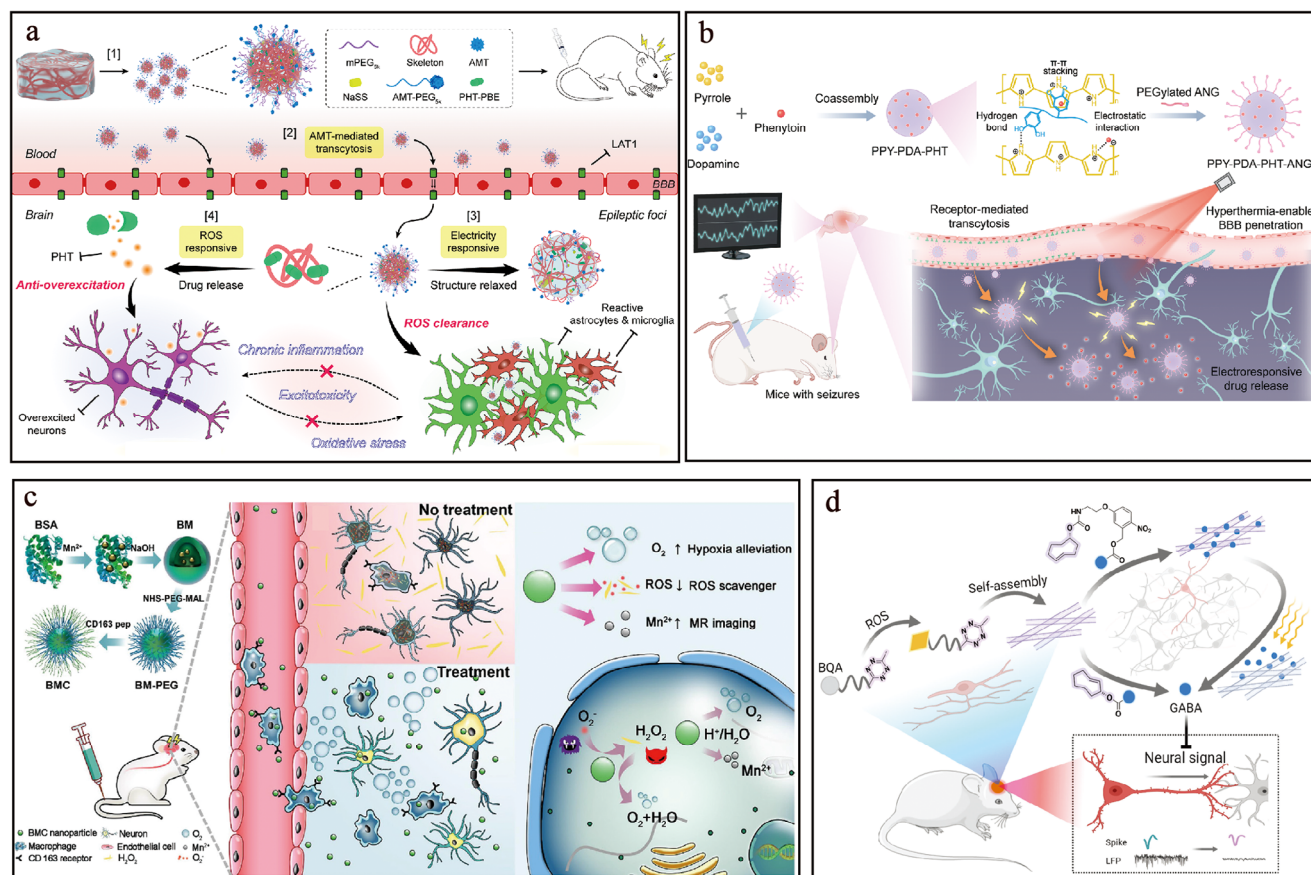 a
[1]
mPEG5k
Skeleton
AMT
NaSS
AMT-PEG5k
PHT-PBE
[2]
AMT-mediated
transcytosis
LAT1
Blood
BBB
Brain
[4]
[3]
Epileptic foci
ROS
responsive
Electricity
responsive
PHT
Drug release
Structure relaxed
Anti-overexcitation
ROS clearance
Reactive
astrocytes & microglia
Chronic inflammation
Excitotoxicity
Oxidative stress
Overexcited
neurons
b
π-π
stacking
Pyrrole
Coassembly
PEGylated ANG
+
Phenytoin
Hydrogen
bond
Electrostatic
interaction
Dopamine
PPY-PDA-PHT
PPY-PDA-PHT-ANG
Receptor-mediated
transcytosis
Hyperthermia-enable
BBB penetration
Mice with seizures
Electroresponsive
drug release
c
BSA
BM
Mn²⁺
NaOH
NHS-PEG-MAL
CD163 pep
BMC
BM-PEG
No treatment
Treatment
O₂ ↑ Hypoxia alleviation
ROS ↓ ROS scavenger
Mn²⁺ ↑ MR imaging
O₂⁻
H₂O₂
O₂
H⁺/H₂O
Mn²⁺
O₂+H₂O
BMC nanoparticle
Neuron
O₂
Macrophage
Endothelial cell
Mn²⁺
CD 163 receptor
H₂O₂
O₂⁻
d
HN
O
O
O
NO₂
O
O
Self-assembly
ROS
N
N
N
N
BQA
N
N
N
N
O
O
GABA
Neural signal
Spike
LFP